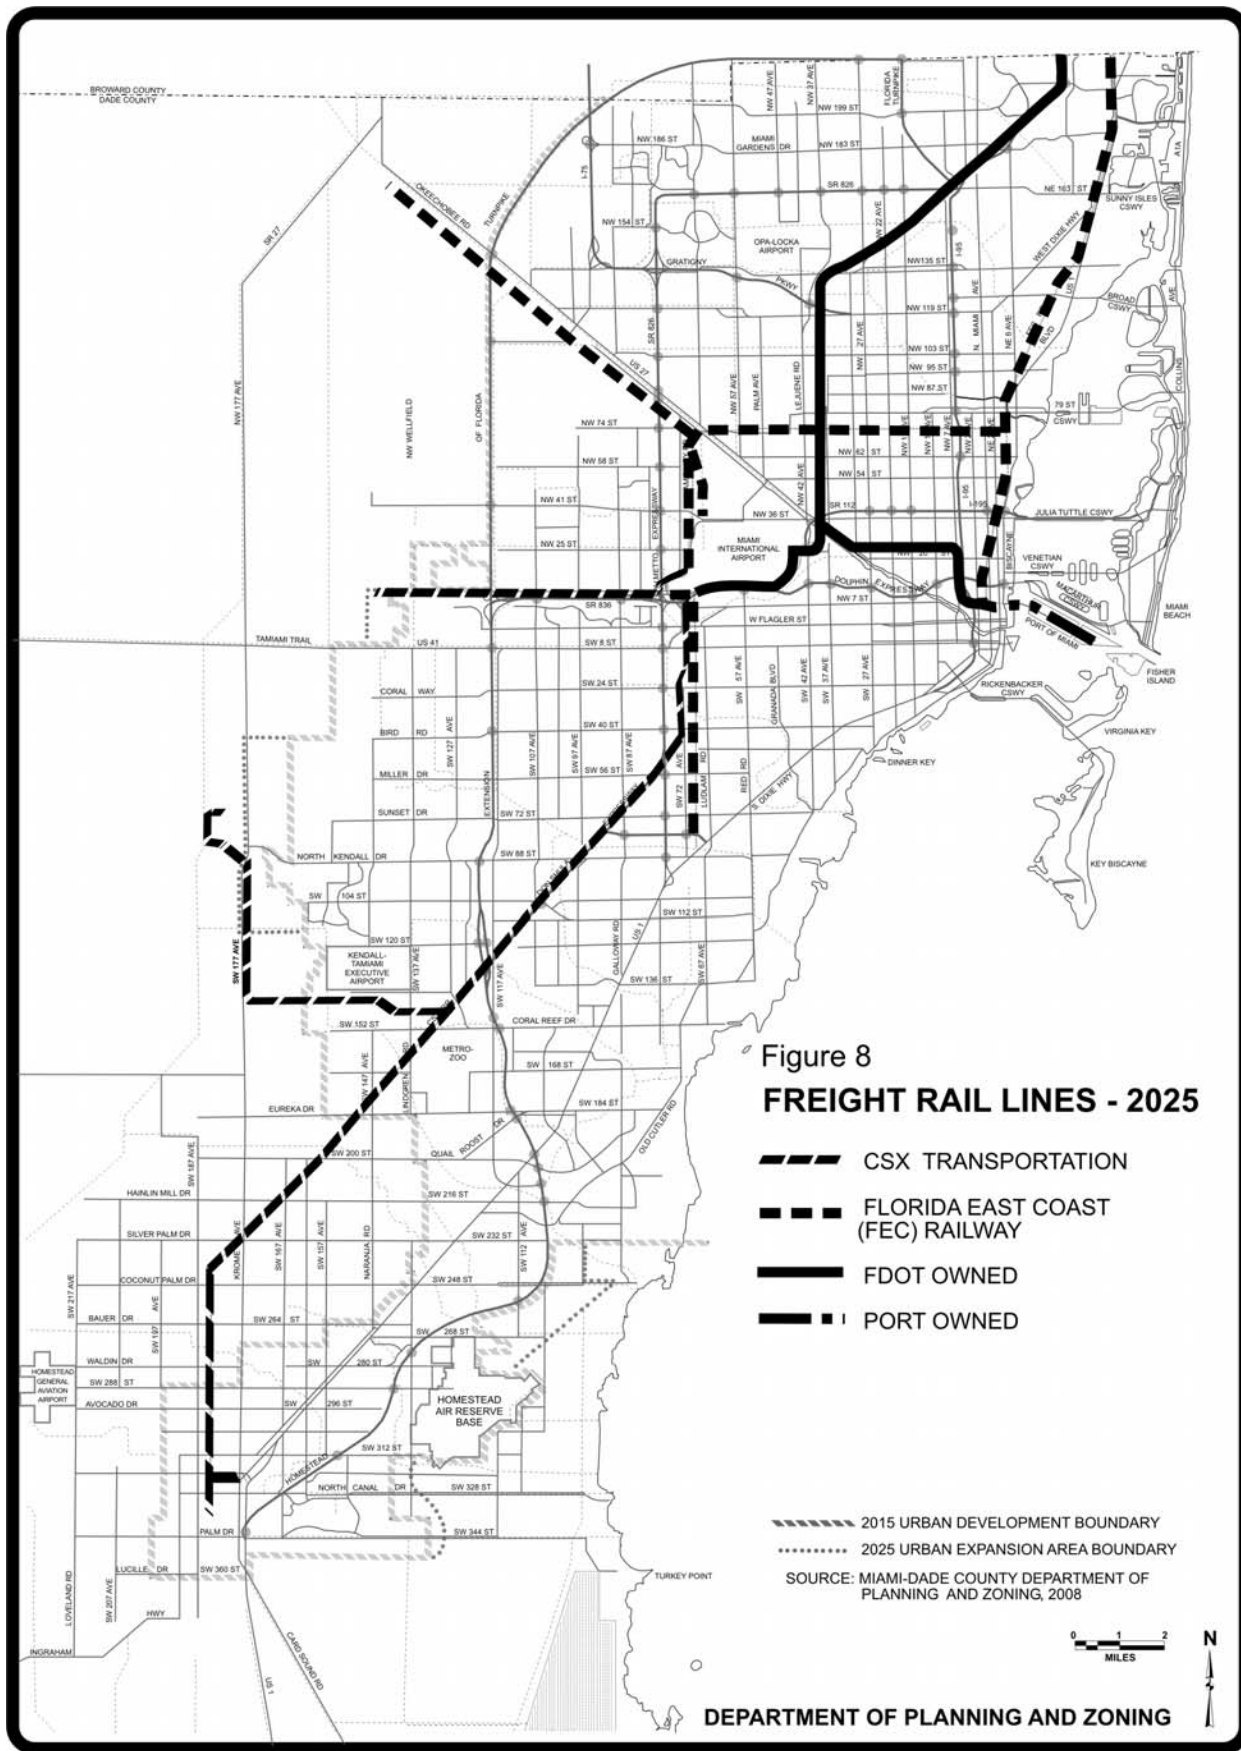 BROWARD COUNTY
DADE COUNTY
NW 47 AVE
NW 37 AVE
FLORIDA
TURNPIKE
NW 199 ST
NW 186 ST
MIAMI
GARDENS DR
NW 183 ST
A1A
I-75
OKEECHOBEE RD
TURNPIKE
SR 826
NE 163 ST
SUNNY ISLES
CSWY
SR 27
NW 154 ST
NW 22 AVE
OPA-LOCKA
AIRPORT
I-95
WEST DIXIE HWY
GRATIGNY
PKWY
NW135 ST
US 1
BROAD
CSWY
AVE
NW 119 ST
N. MIAMI AVE
NE 6 AVE
BLVD
SR 826
NW 27 AVE
NW 103 ST
US 27
NW 95 ST
NW 87 ST
COLLINS
NW 177 AVE
NW WELLFIELD
OF FLORIDA
NW 57 AVE
PALM AVE
LEJUENE RD
79 ST
CSWY
NW 74 ST
NW 62 ST
NW 58 ST
NW 54 ST
NW 42 AVE
I-95
NW 41 ST
SR 112
I-195
JULIA TUTTLE CSWY
NW 36 ST
EXPRESSWAY
NW 25 ST
MIAMI
INTERNATIONAL
AIRPORT
BISCAYNE
VENETIAN
CSWY
DOLPHIN EXPRESSWAY
MACARTHUR
CSWY
NW 7 ST
SR 836
MIAMI
BEACH
W FLAGLER ST
PORT OF MIAMI
TAMIAMI TRAIL
US 41
SW 8 ST
FISHER
ISLAND
SW 24 ST
CORAL WAY
SW 57 AVE
GRANADA BLVD
SW 42 AVE
SW 37 AVE
SW 27 AVE
RICKENBACKER
CSWY
BIRD RD
SW 127 AVE
SW 40 ST
VIRGINIA KEY
SW 107 AVE
SW 97 AVE
SW 87 AVE
MILLER DR
SW 56 ST
SW 72 AVE
LUDLAM RD
RED RD
S. DIXIE HWY
DINNER KEY
EXTENSION
SUNSET DR
SW 72 ST
NORTH KENDALL DR
SW 88 ST
KEY BISCAYNE
SW 104 ST
SW 112 ST
SW 177 AVE
SW 120 ST
KENDALL-
TAMIAMI
EXECUTIVE
AIRPORT
SW 137 AVE
SW 117 AVE
GALLOWAY RD
US 1
SW 67 AVE
SW 136 ST
SW 152 ST
CORAL REEF DR
METRO-
ZOO
SW 147 AVE
LINDGREN RD
SW 168 ST
EUREKA DR
SW 184 ST
OLD CUTLER RD
SW 187 AVE
SW 200 ST
QUAIL ROOST DR
HAINLIN MILL DR
SW 216 ST
SILVER PALM DR
KROME AVE
SW 167 AVE
SW 157 AVE
NARANJA RD
SW 232 ST
SW 112 AVE
SW 217 AVE
COCONUT PALM DR
SW 248 ST
BAUER DR
SW 197 AVE
SW 264 ST
SW 268 ST
WALDIN DR
SW 280 ST
HOMESTEAD
GENERAL
AVIATION
AIRPORT
SW 288 ST
AVOCADO DR
SW 296 ST
HOMESTEAD
AIR RESERVE
BASE
SW 312 ST
HOMESTEAD
NORTH CANAL DR
SW 328 ST
PALM DR
SW 344 ST
LOVELAND RD
SW 207 AVE
LUCILLE DR
SW 360 ST
TURKEY POINT
HWY
INGRAHAM
CARD SOUND RD
US 1
Figure 8
FREIGHT RAIL LINES - 2025
CSX TRANSPORTATION
FLORIDA EAST COAST
(FEC) RAILWAY
FDOT OWNED
PORT OWNED
2015 URBAN DEVELOPMENT BOUNDARY
2025 URBAN EXPANSION AREA BOUNDARY
SOURCE: MIAMI-DADE COUNTY DEPARTMENT OF
PLANNING AND ZONING, 2008
0 1 2
MILES
N
DEPARTMENT OF PLANNING AND ZONING